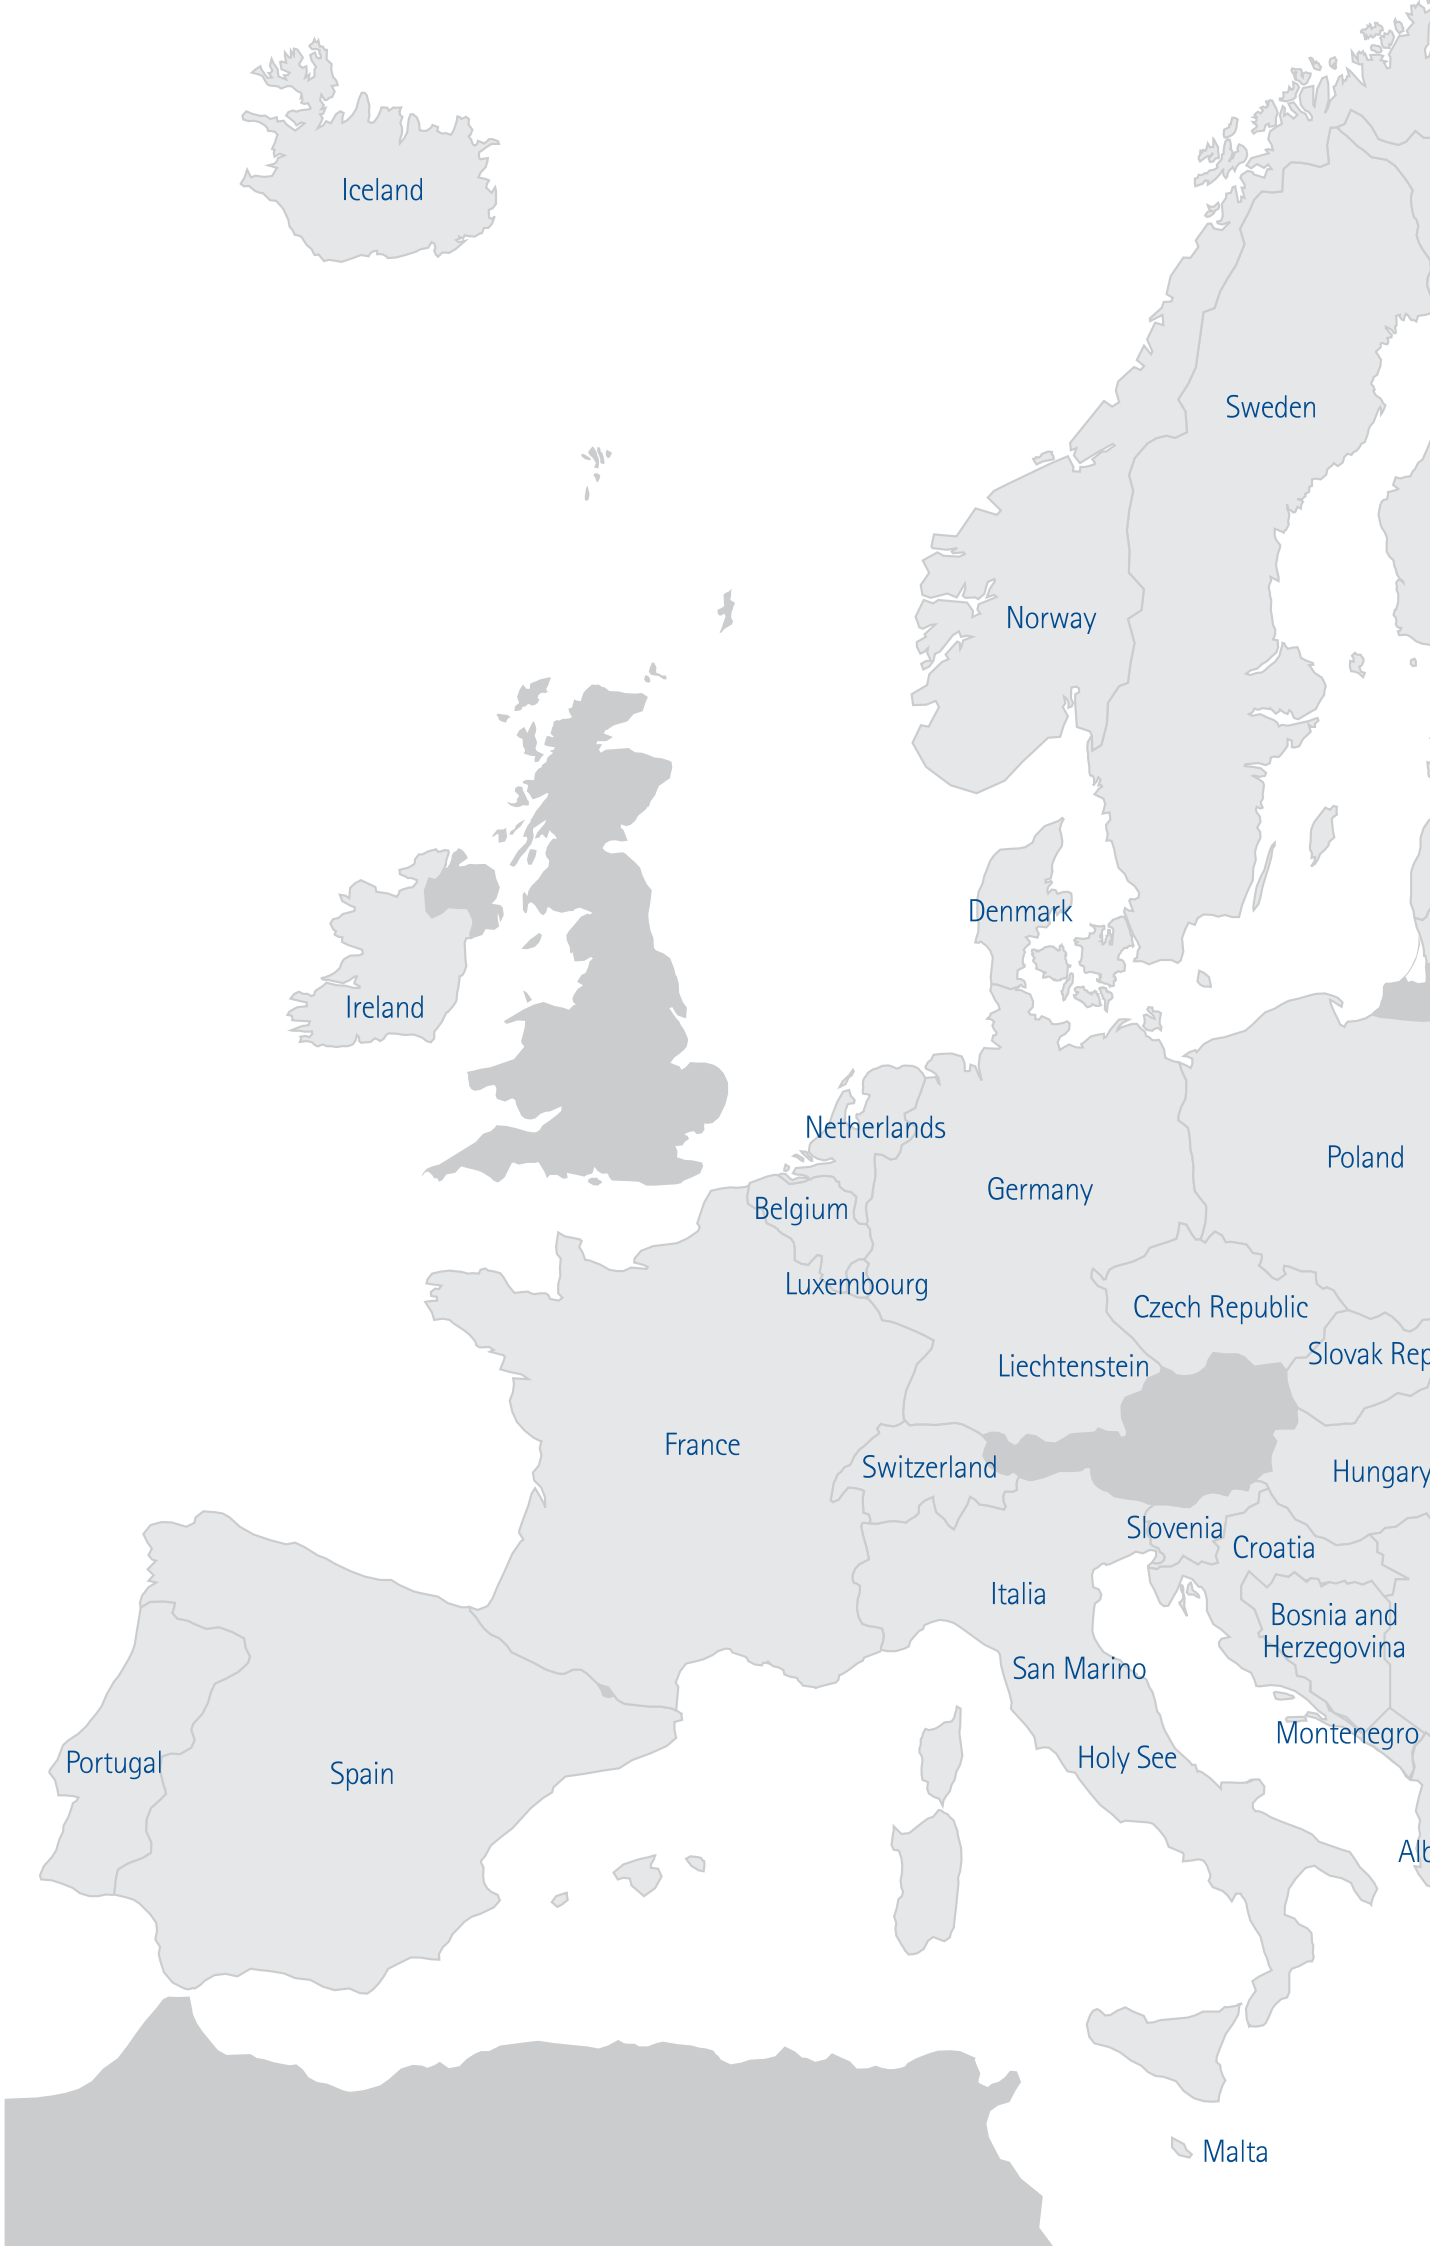 Iceland
Sweden
Norway
Denmark
Ireland
Netherlands
Poland
Germany
Belgium
Luxembourg
Czech Republic
Slovak Rep
Liechtenstein
France
Switzerland
Hungary
Slovenia
Croatia
Italia
Bosnia and
Herzegovina
San Marino
Montenegro
Holy See
Portugal
Spain
Alb
Malta